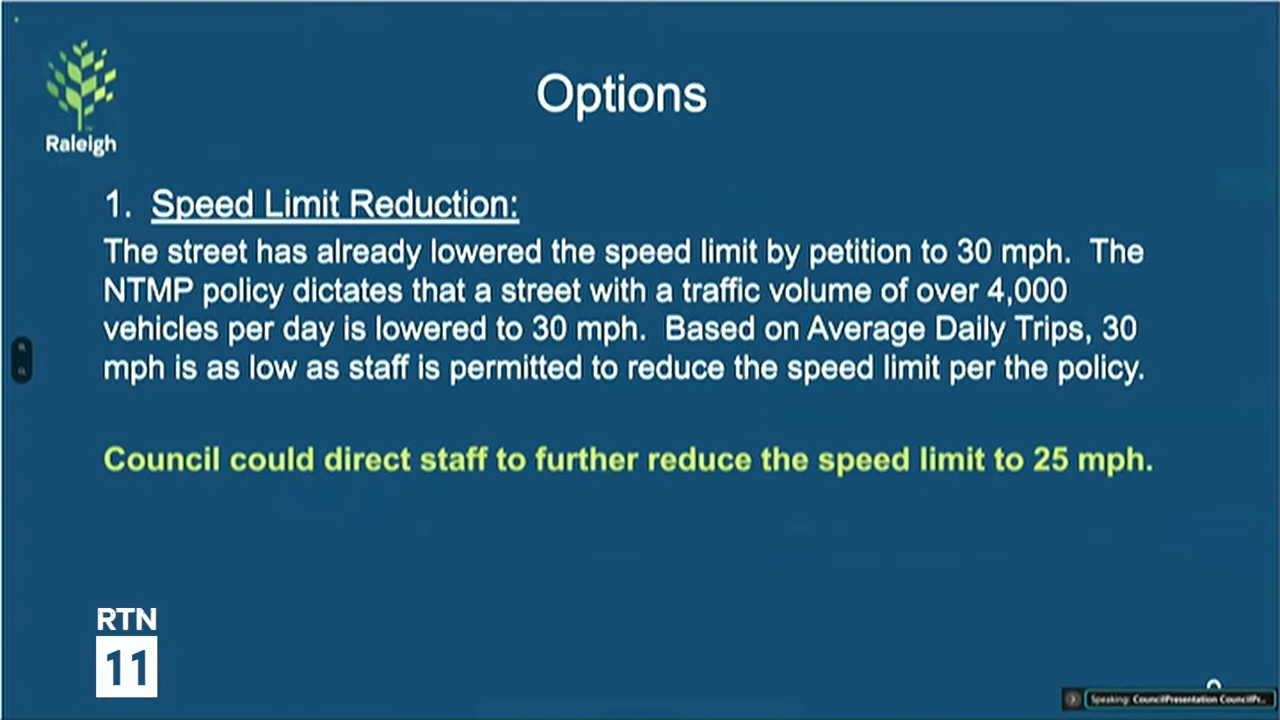 Raleigh
Options
1. Speed Limit Reduction:
The street has already lowered the speed limit by petition to 30 mph. The
NTMP policy dictates that a street with a traffic volume of over 4,000
vehicles per day is lowered to 30 mph. Based on Average Daily Trips, 30
mph is as low as staff is permitted to reduce the speed limit per the policy.
Council could direct staff to further reduce the speed limit to 25 mph.
RTN
11
Speaking: CouncilPresentation CouncilPr...